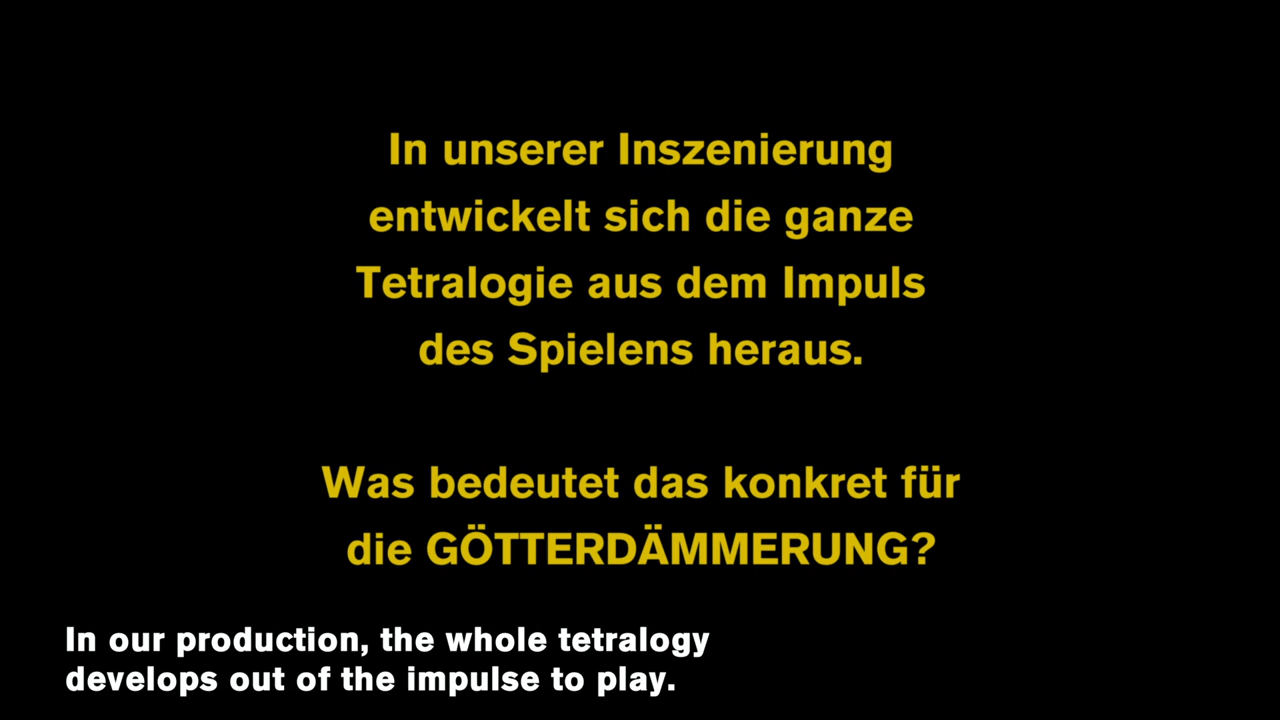 In unserer Inszenierung
entwickelt sich die ganze
Tetralogie aus dem Impuls
des Spielens heraus.
Was bedeutet das konkret für
die GÖTTERDÄMMERUNG?
In our production, the whole tetralogy
develops out of the impulse to play.